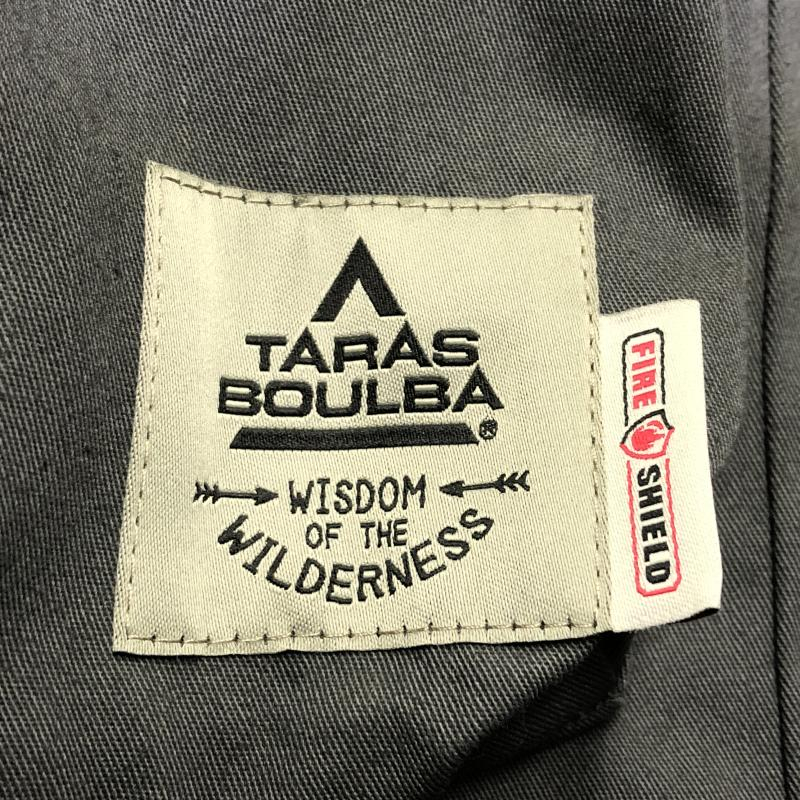 TARAS
BOULBA
®
WISDOM
OF THE
WILDERNESS
FIRE SHIELD